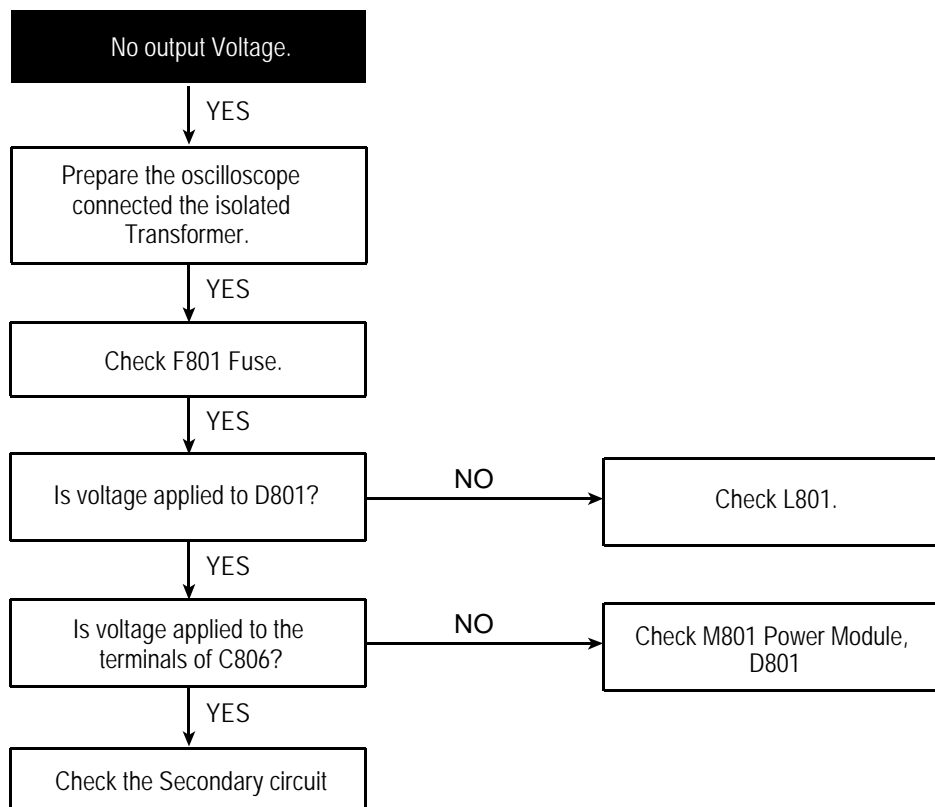 No output Voltage.
YES
Prepare the oscilloscope
connected the isolated
Transformer.
YES
Check F801 Fuse.
YES
Is voltage applied to D801?
NO
Check L801.
YES
Is voltage applied to the
terminals of C806?
NO
Check M801 Power Module,
D801
YES
Check the Secondary circuit